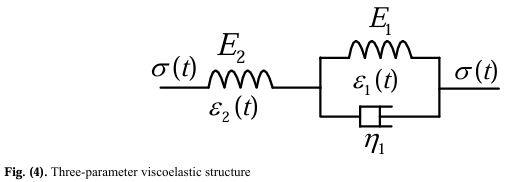 E₁
E₂
σ(t)
σ(t)
ε₁(t)
ε₂(t)
η₁
Fig. (4). Three-parameter viscoelastic structure